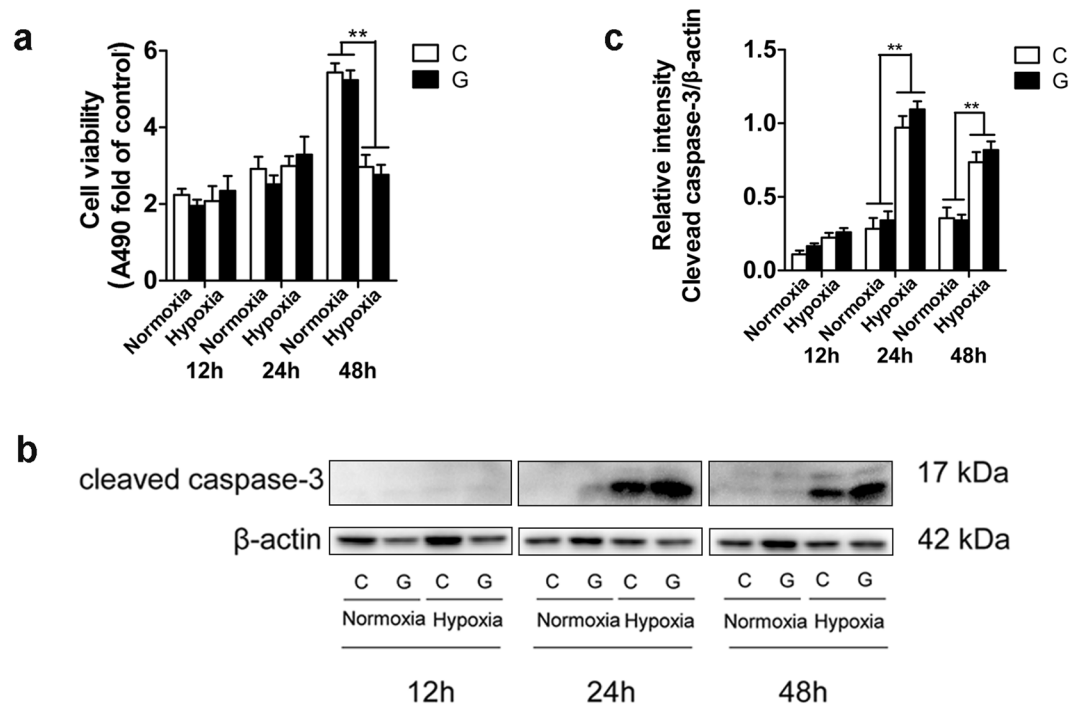 a
Cell viability
(A490 fold of control)
6
4
2
0
**
C
G
Normoxia
Hypoxia
Normoxia
Hypoxia
Normoxia
Hypoxia
12h
24h
48h
c
Relative intensity
Clevead caspase-3/β-actin
1.5
1.0
0.5
0.0
**
**
C
G
Normoxia
Hypoxia
Normoxia
Hypoxia
Normoxia
Hypoxia
12h
24h
48h
b
cleaved caspase-3
17 kDa
β-actin
42 kDa
C G C G C G C G C G C G
Normoxia Hypoxia Normoxia Hypoxia Normoxia Hypoxia
12h 24h 48h